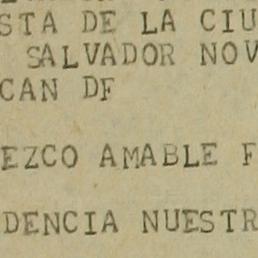 STA DE LA CIU
SALVADOR NOV
CAN DF
EZCO AMABLE F
DENCIA NUESTR